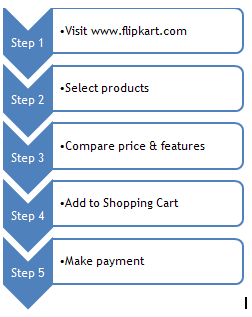 Step 1
•Visit www.flipkart.com
Step 2
•Select products
Step 3
•Compare price & features
Step 4
•Add to Shopping Cart
Step 5
•Make payment